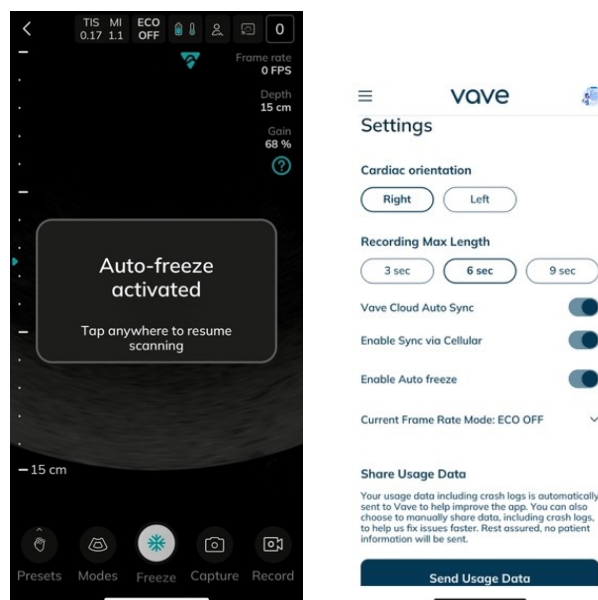 TIS MI ECO
0.17 1.1 OFF
0
Frame rate
0 FPS
Depth
15 cm
Gain
68 %
?
Auto-freeze
activated
Tap anywhere to resume
scanning
15 cm
Presets Modes Freeze Capture Record
vave
Settings
Cardiac orientation
Right Left
Recording Max Length
3 sec 6 sec 9 sec
Vave Cloud Auto Sync
Enable Sync via Cellular
Enable Auto freeze
Current Frame Rate Mode: ECO OFF
Share Usage Data
Your usage data including crash logs is automatically
sent to Vave to help improve the app. You can also
choose to manually share data, including crash logs,
to help us fix issues faster. Rest assured, no patient
information will be sent.
Send Usage Data